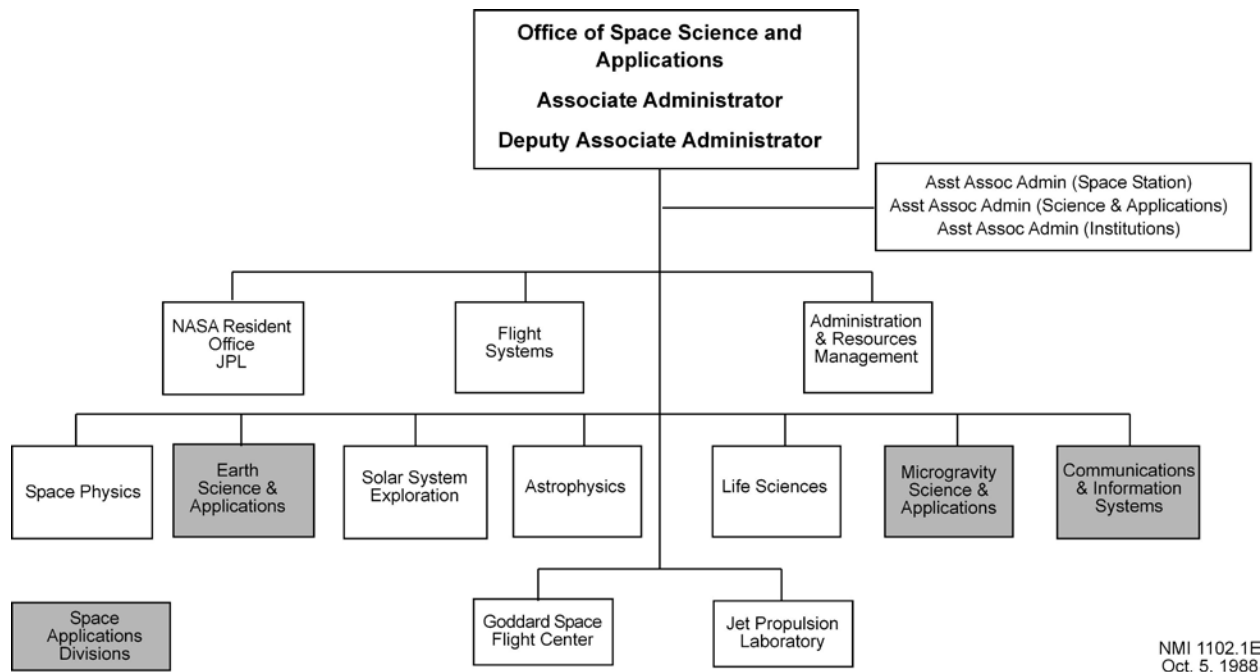 Office of Space Science and
Applications
Associate Administrator
Deputy Associate Administrator
Asst Assoc Admin (Space Station)
Asst Assoc Admin (Science & Applications)
Asst Assoc Admin (Institutions)
NASA Resident
Office
JPL
Flight
Systems
Administration
& Resources
Management
Space Physics
Earth
Science &
Applications
Solar System
Exploration
Astrophysics
Life Sciences
Microgravity
Science &
Applications
Communications
& Information
Systems
Space
Applications
Divisions
Goddard Space
Flight Center
Jet Propulsion
Laboratory
NMI 1102.1E
Oct. 5, 1988